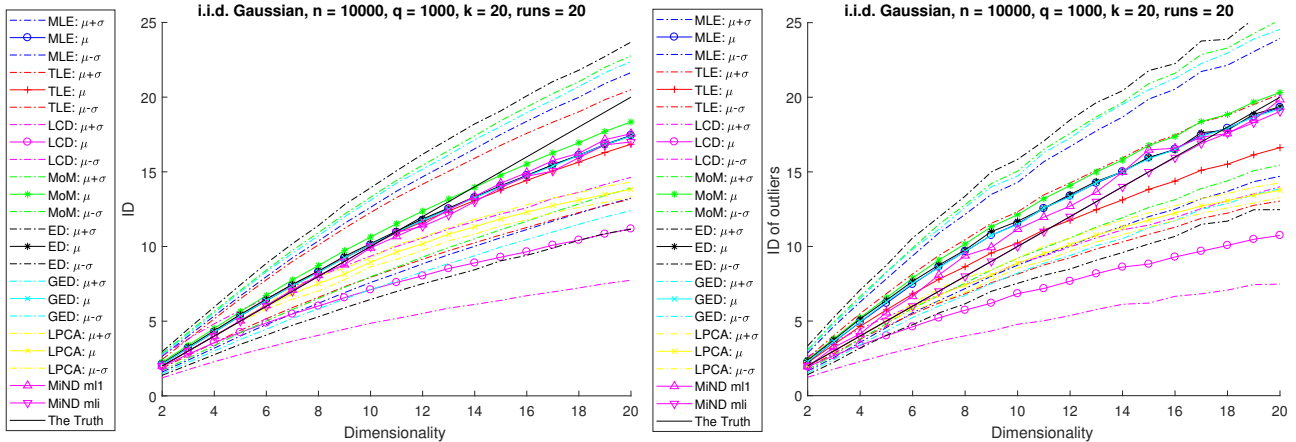 i.i.d. Gaussian, n = 10000, q = 1000, k = 20, runs = 20
MLE: μ+σ
MLE: μ
MLE: μ-σ
TLE: μ+σ
TLE: μ
TLE: μ-σ
LCD: μ+σ
LCD: μ
LCD: μ-σ
MoM: μ+σ
MoM: μ
MoM: μ-σ
ED: μ+σ
ED: μ
ED: μ-σ
GED: μ+σ
GED: μ
GED: μ-σ
LPCA: μ+σ
LPCA: μ
LPCA: μ-σ
MiND ml1
MiND mli
The Truth
ID
25
20
15
10
5
0
2 4 6 8 10 12 14 16 18 20
Dimensionality
i.i.d. Gaussian, n = 10000, q = 1000, k = 20, runs = 20
MLE: μ+σ
MLE: μ
MLE: μ-σ
TLE: μ+σ
TLE: μ
TLE: μ-σ
LCD: μ+σ
LCD: μ
LCD: μ-σ
MoM: μ+σ
MoM: μ
MoM: μ-σ
ED: μ+σ
ED: μ
ED: μ-σ
GED: μ+σ
GED: μ
GED: μ-σ
LPCA: μ+σ
LPCA: μ
LPCA: μ-σ
MiND ml1
MiND mli
The Truth
ID of outliers
25
20
15
10
5
0
2 4 6 8 10 12 14 16 18 20
Dimensionality